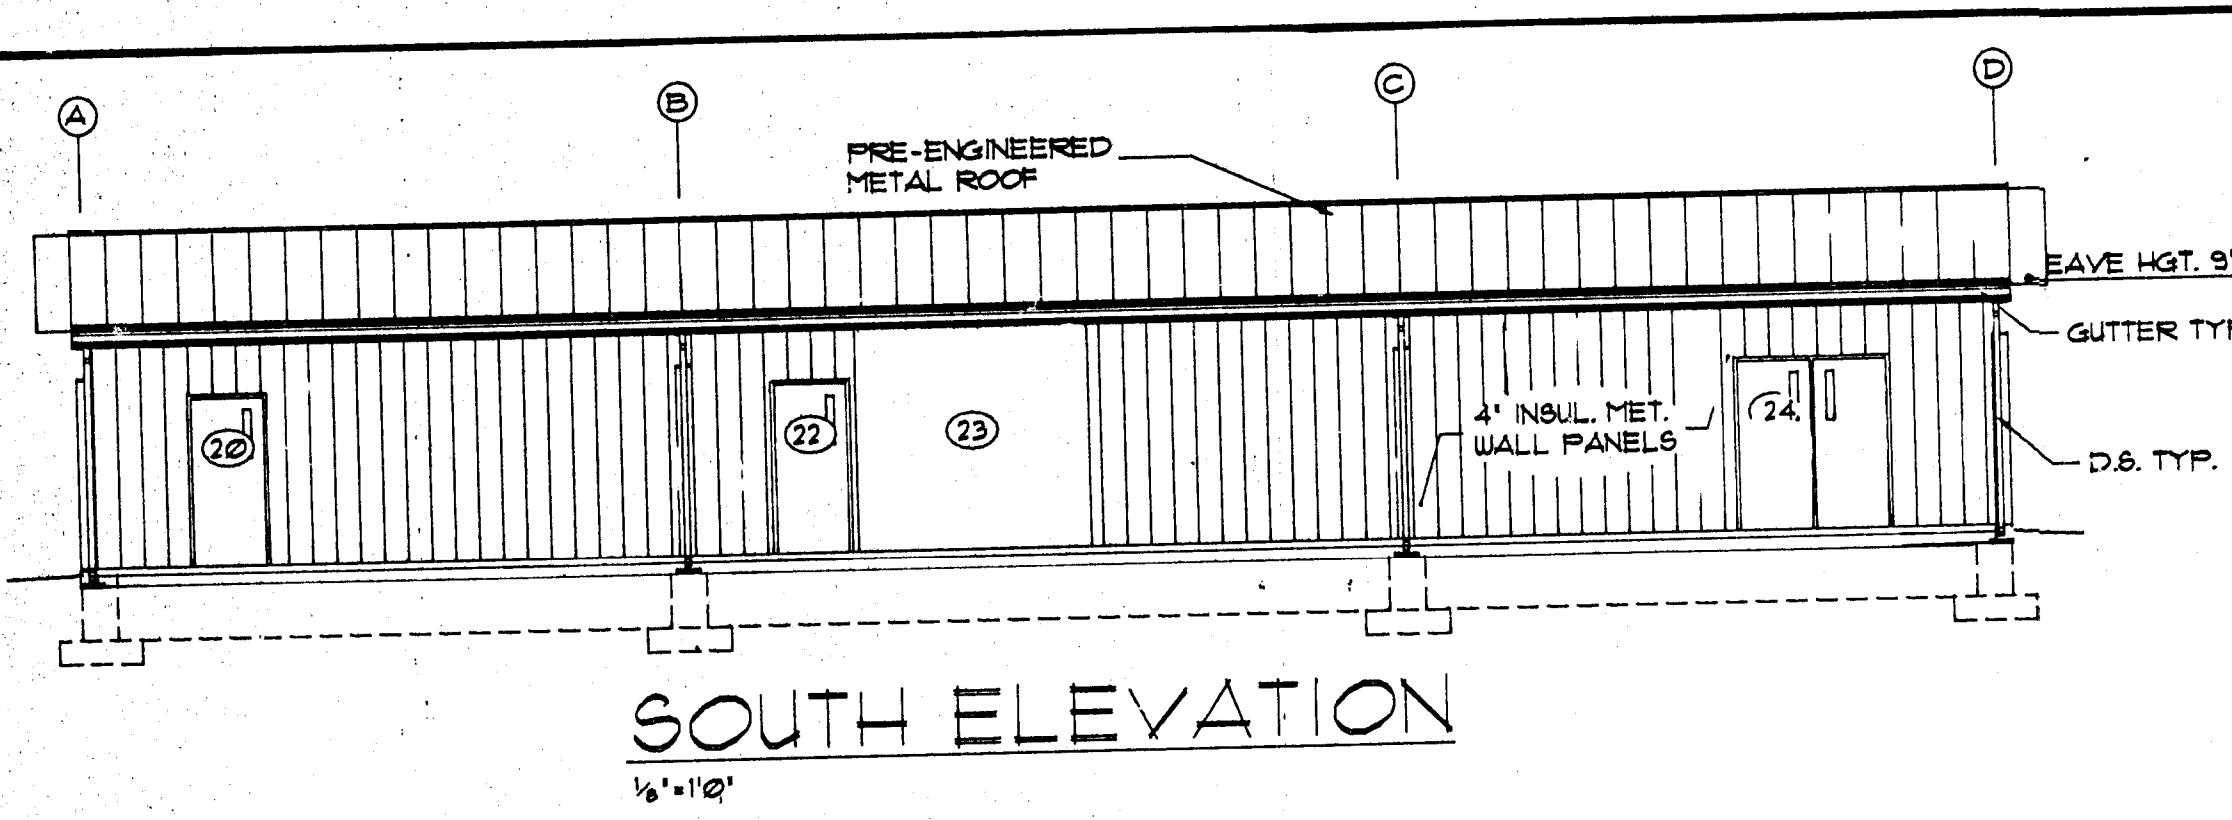 A
B
C
D
PRE-ENGINEERED
METAL ROOF
EAVE HGT. 9'
GUTTER TYP
20
22
23
4" INSUL. MET.
WALL PANELS
24
D.S. TYP.
SOUTH ELEVATION
1/8"=1'0"